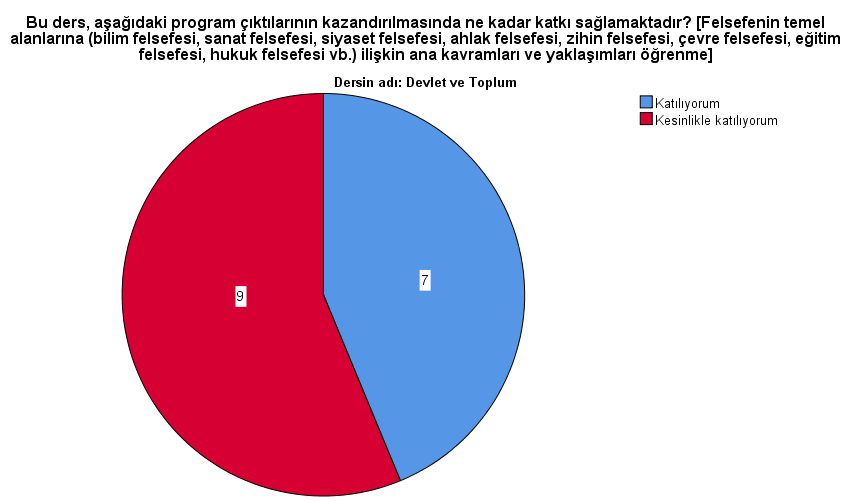 Bu ders, aşağıdaki program çıktılarının kazandırılmasında ne kadar katkı sağlamaktadır? [Felsefenin temel
alanlarına (bilim felsefesi, sanat felsefesi, siyaset felsefesi, ahlak felsefesi, zihin felsefesi, çevre felsefesi, eğitim
felsefesi, hukuk felsefesi vb.) ilişkin ana kavramları ve yaklaşımları öğrenme]
Dersin adı: Devlet ve Toplum
Katılıyorum
Kesinlikle katılıyorum
7
9